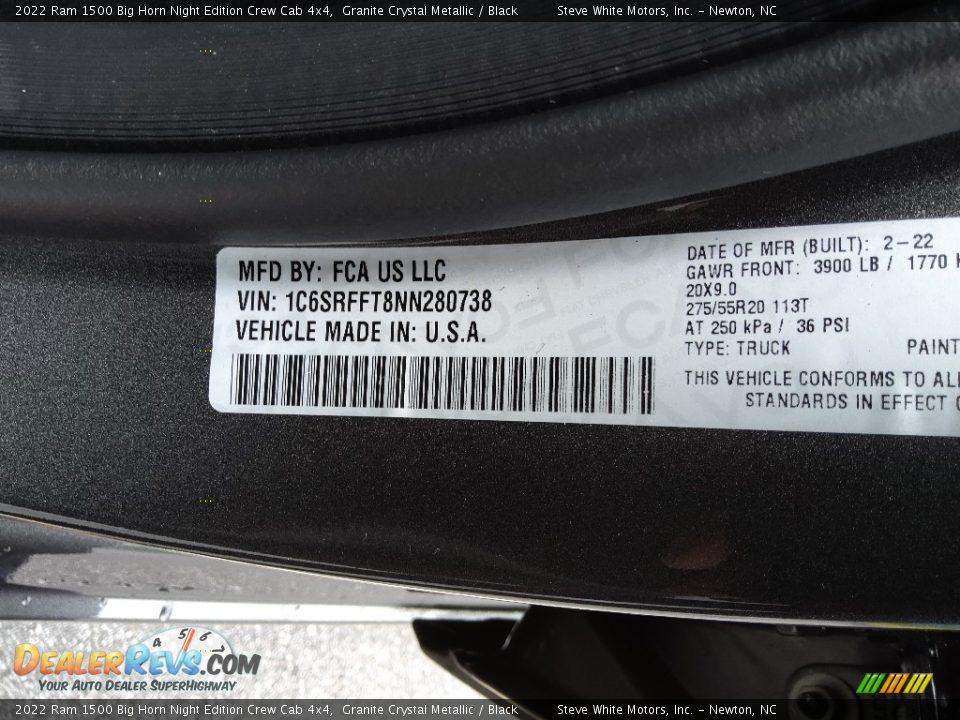 2022 Ram 1500 Big Horn Night Edition Crew Cab 4x4, Granite Crystal Metallic / Black Steve White Motors, Inc. - Newton, NC
MFD BY: FCA US LLC
VIN: 1C6SRFFT8NN280738
VEHICLE MADE IN: U.S.A.
DATE OF MFR (BUILT): 2-22
GAWR FRONT: 3900 LB / 1770
20X9.0
275/55R20 113T
AT 250 kPa / 36 PSI
TYPE: TRUCK PAINT
THIS VEHICLE CONFORMS TO
STANDARDS IN EFFECT
4 5 6
DEALERREVS.COM
YOUR AUTO DEALER SUPERHIGHWAY
2022 Ram 1500 Big Horn Night Edition Crew Cab 4x4, Granite Crystal Metallic / Black Steve White Motors, Inc. - Newton, NC